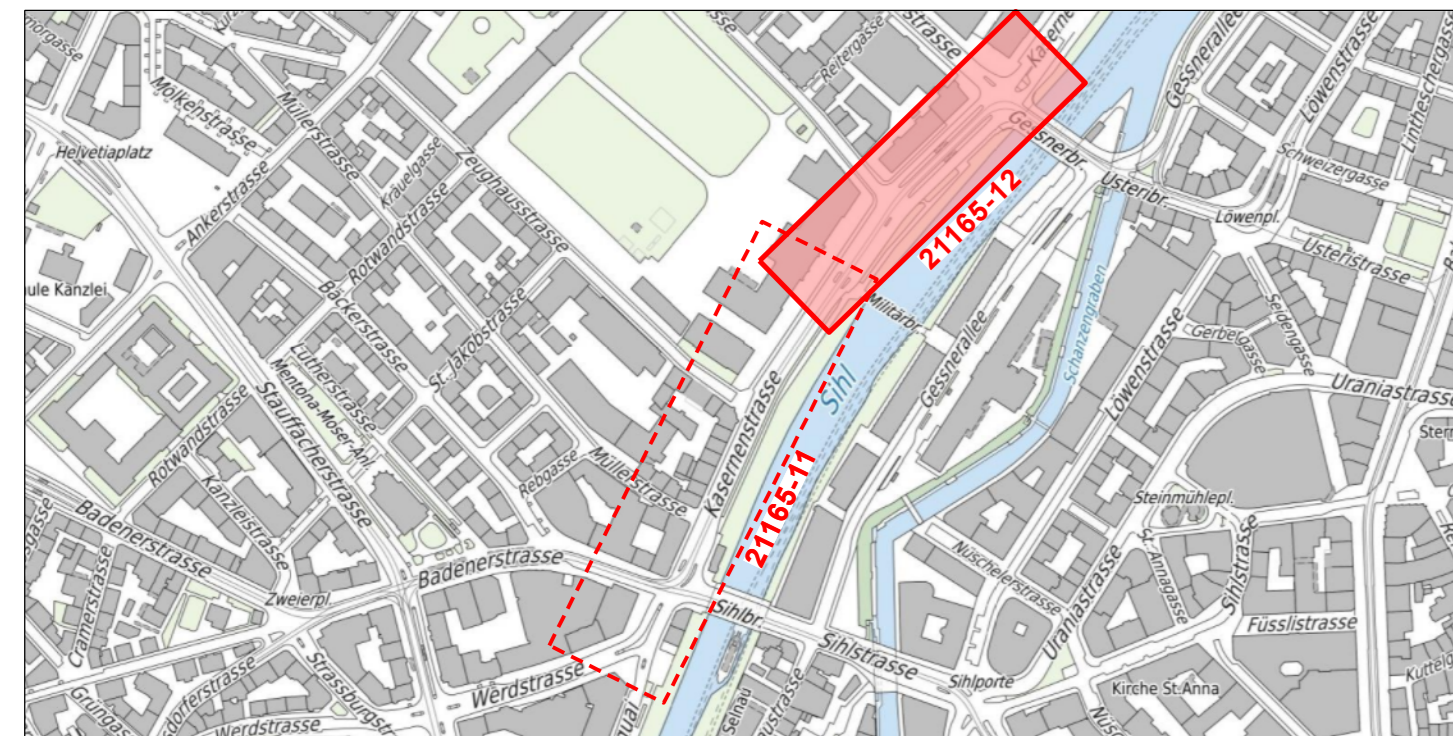 Molkenstrasse
Müllerstrasse
Helvetiaplatz
Ankerstrasse
Kräuelgasse
Zeughausstrasse
Rotwandstrasse
Reitergasse
Gessnerallee
Löwenstrasse
Gessnerbr.
Usteribr.
Schweizergasse
Löwenpl.
Usteristrasse
21165-12
Bäckerstrasse
St.Jakobstrasse
Militärbr.
Lutherstrasse
Mentona-Moser-Anl.
Stauffacherstrasse
Kasernenstrasse
Sihl
Gessnerallee
Schanzengraben
Löwenstrasse
Gerbergasse
Seidengasse
Uraniastrasse
Rotwandstrasse
Kanzleistrasse
Rebgasse
Müllerstrasse
21165-11
Steinmühlepl.
St. Annagasse
Sihlstrasse
Nüschelerstrasse
Uraniastrasse
Badenerstrasse
Badenerstrasse
Zweierpl.
Cramerstrasse
Sihlbr.
Sihlstrasse
Füsslistrasse
Sihlporte
Kirche St.Anna
Werdstrasse
Werdstrasse